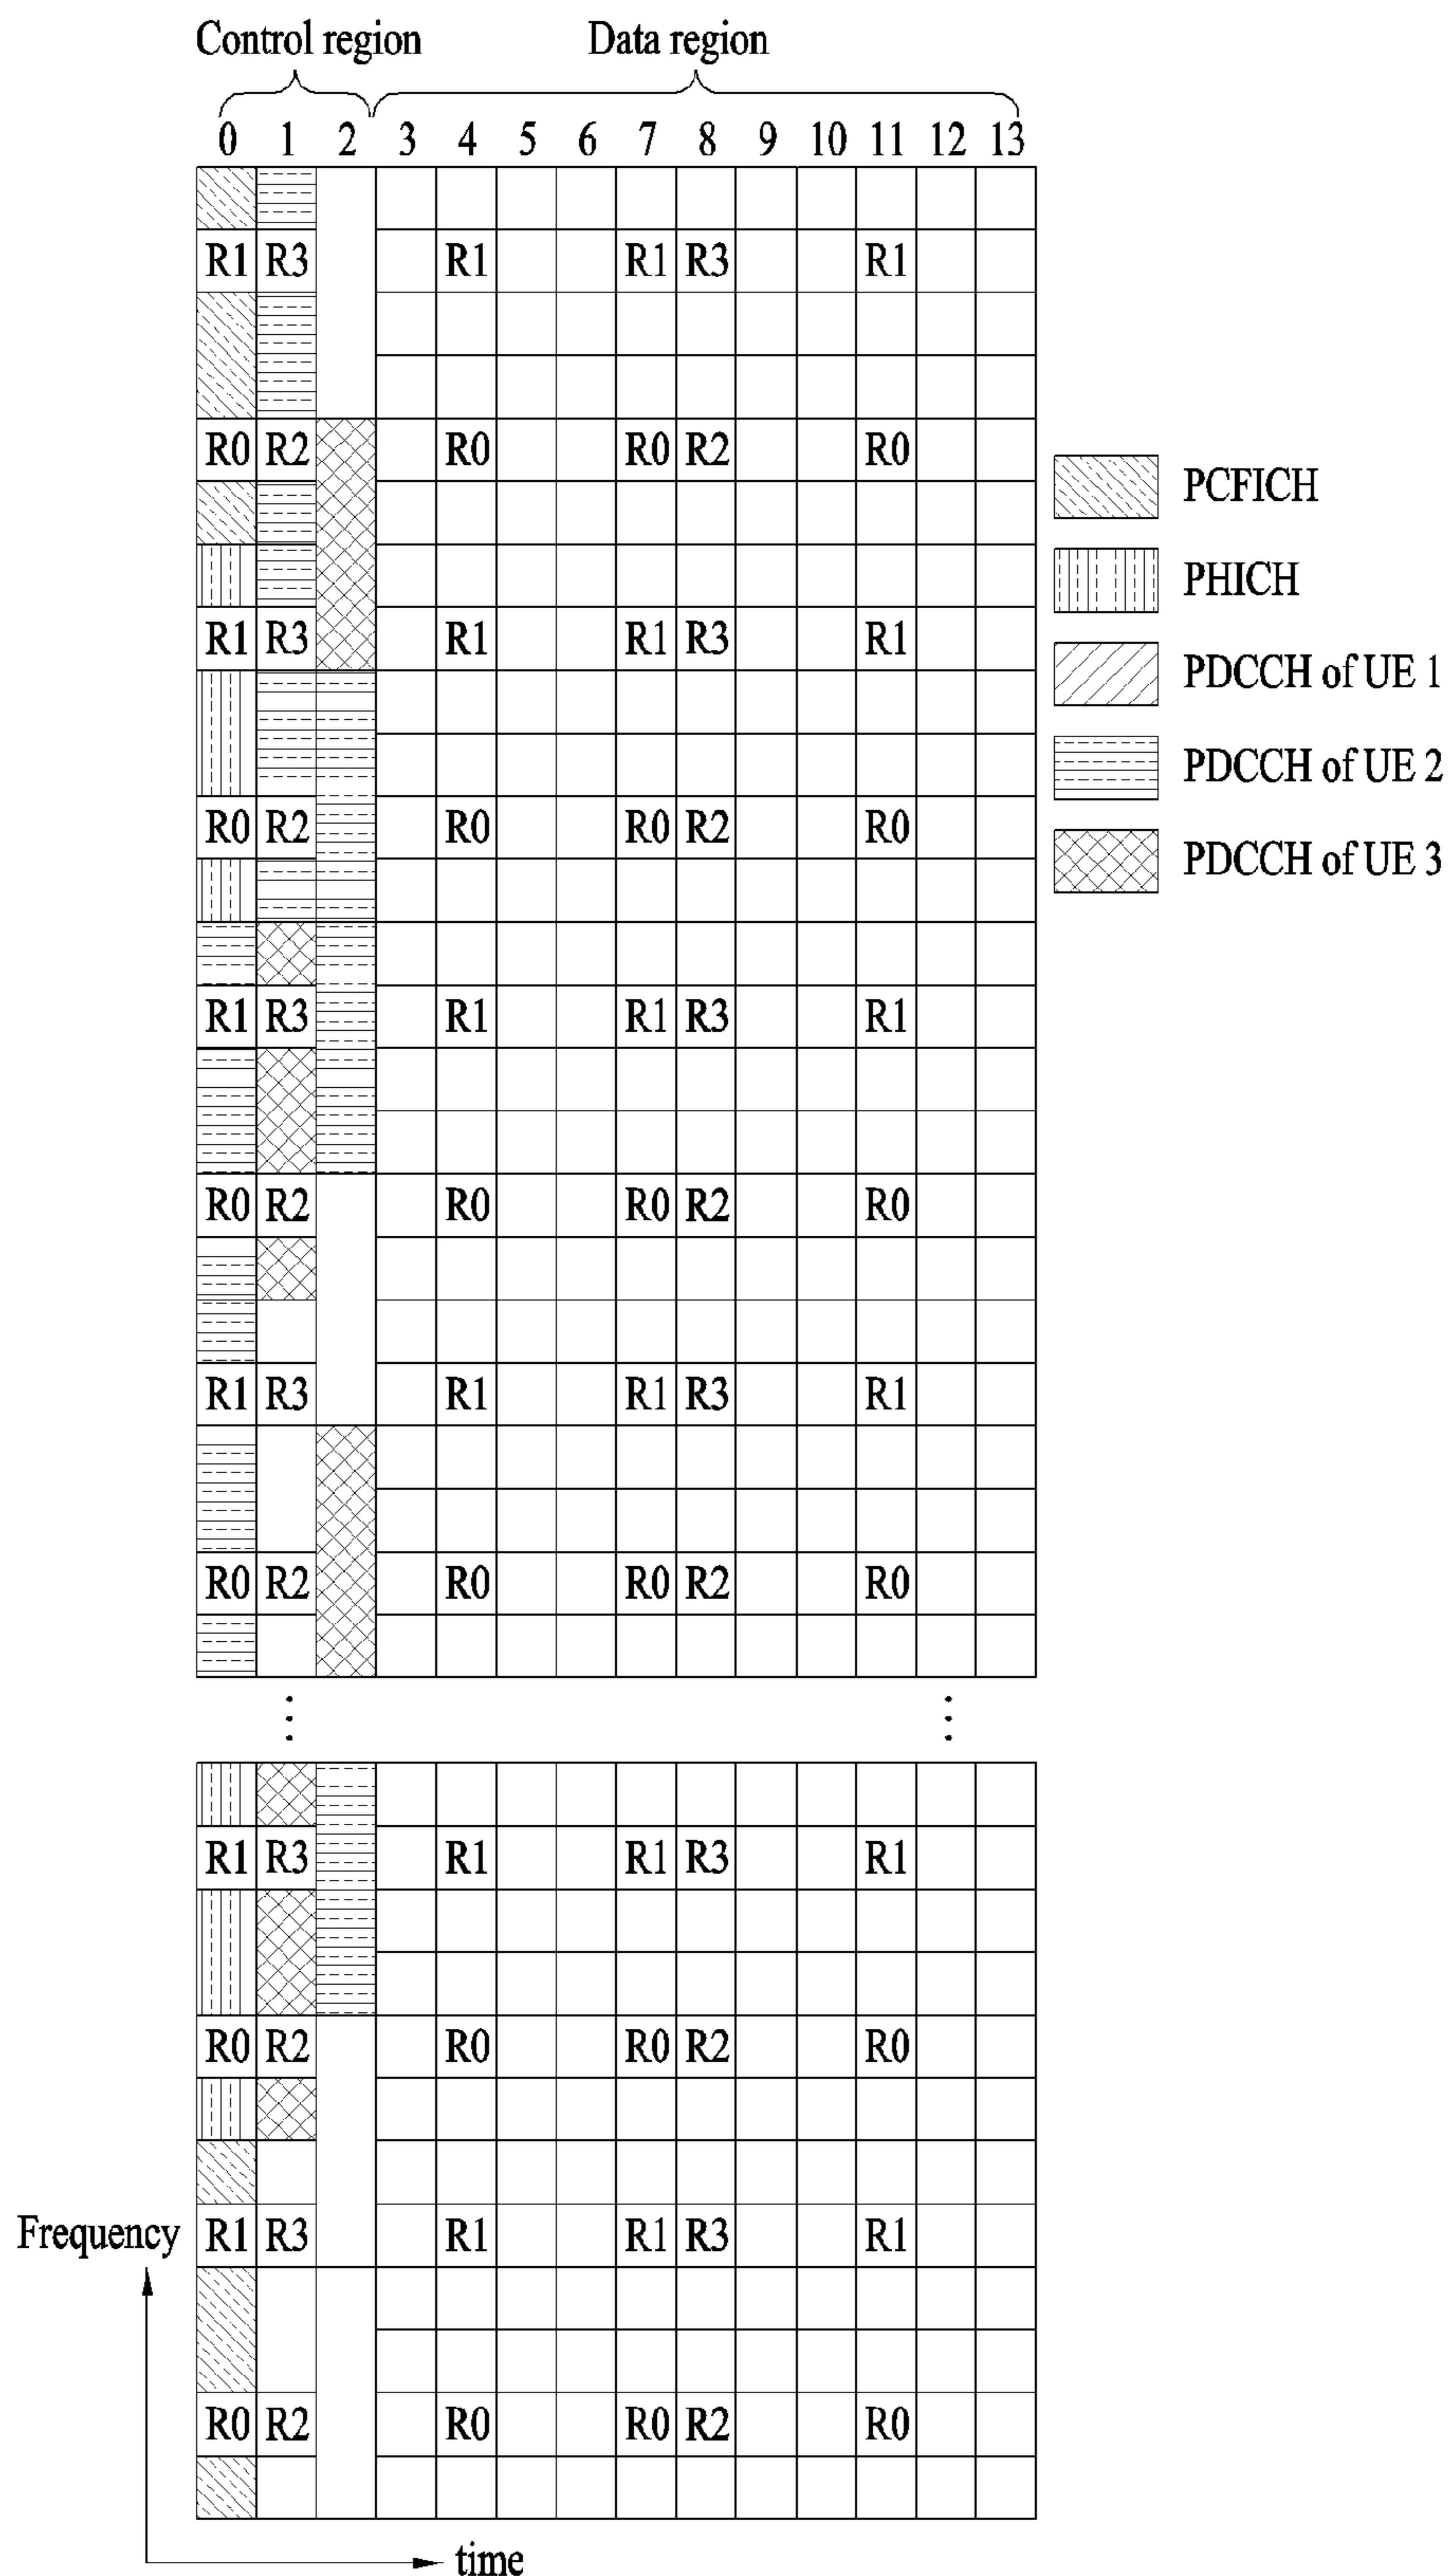 Control region Data region
0 1 2 3 4 5 6 7 8 9 10 11 12 13
R1 R3 R1 R1 R3 R1
R0 R2 R0 R0 R2 R0
PCFICH
PHICH
R1 R3 R1 R1 R3 R1
PDCCH of UE 1
PDCCH of UE 2
R0 R2 R0 R0 R2 R0
PDCCH of UE 3
R1 R3 R1 R1 R3 R1
R0 R2 R0 R0 R2 R0
R1 R3 R1 R1 R3 R1
R0 R2 R0 R0 R2 R0
R1 R3 R1 R1 R3 R1
R0 R2 R0 R0 R2 R0
Frequency R1 R3 R1 R1 R3 R1
R0 R2 R0 R0 R2 R0
time